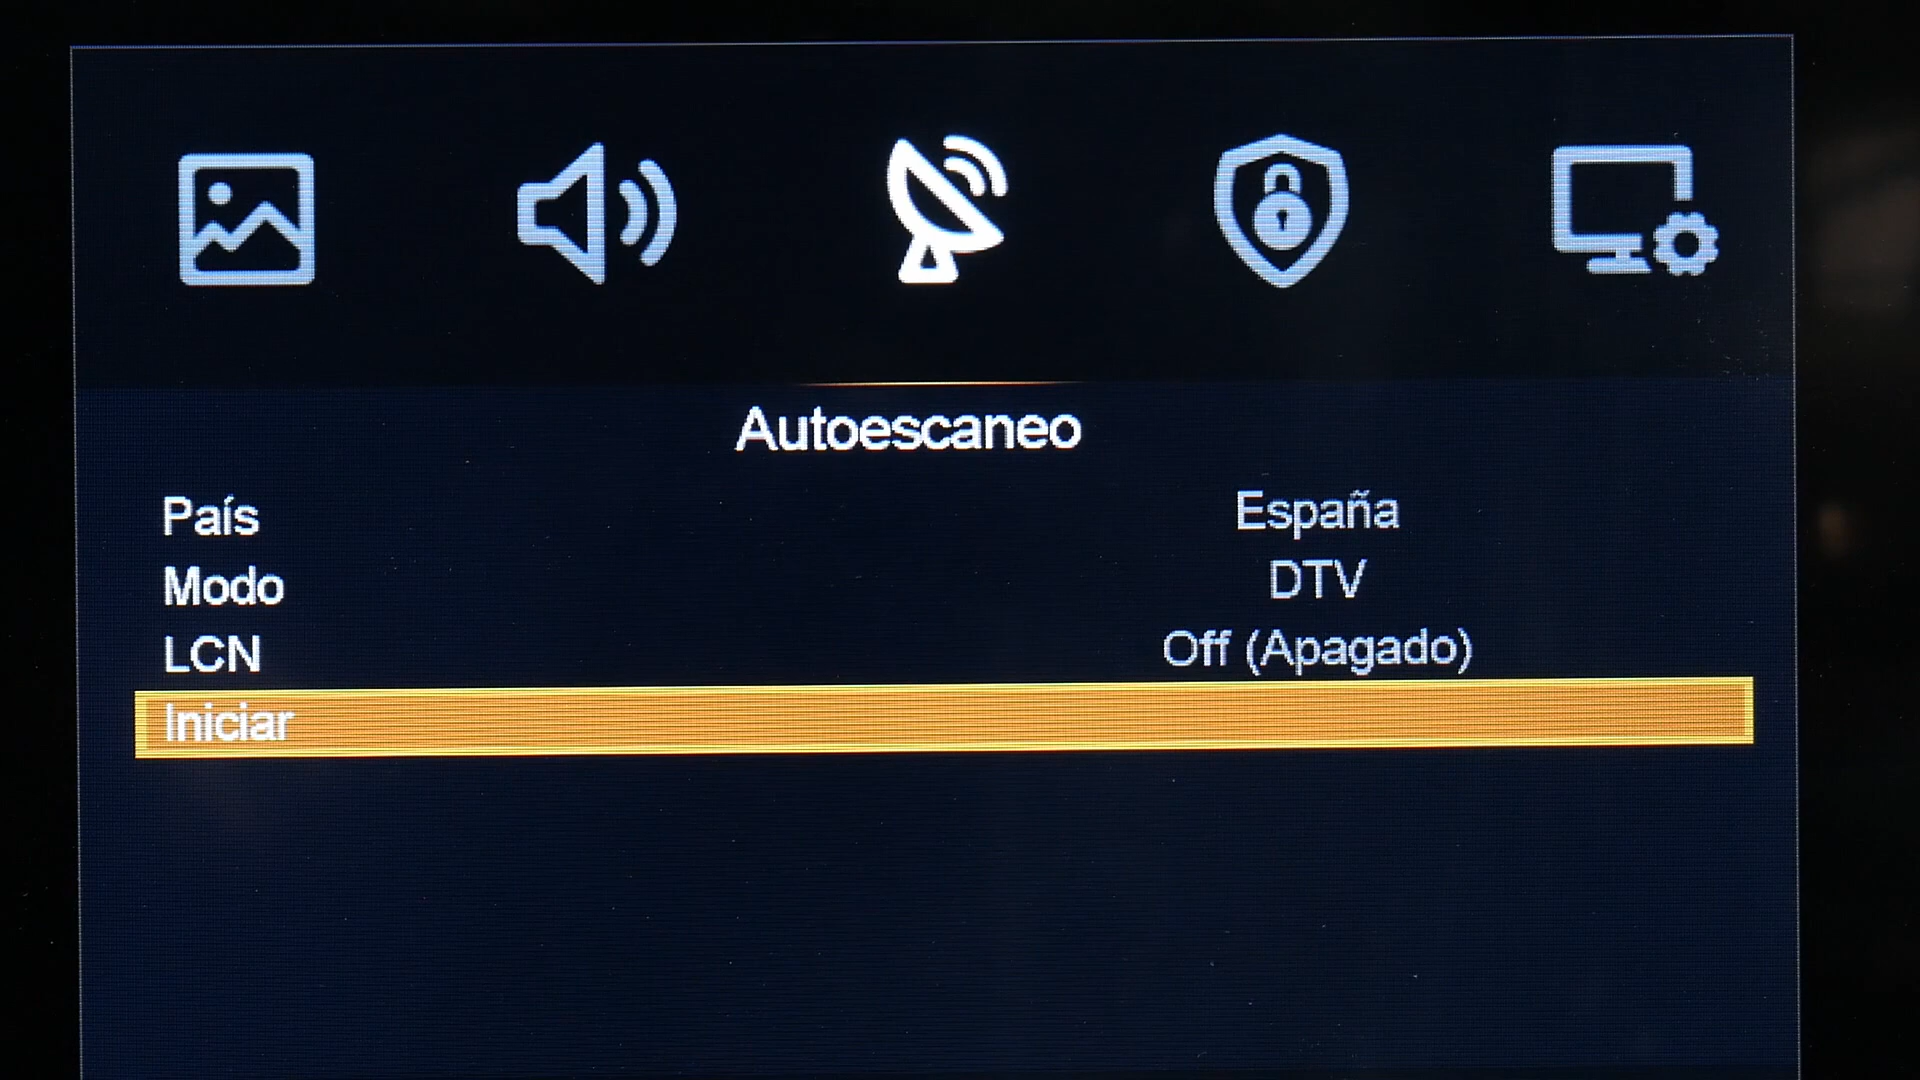 Autoescaneo
País España
Modo DTV
LCN Off (Apagado)
Iniciar